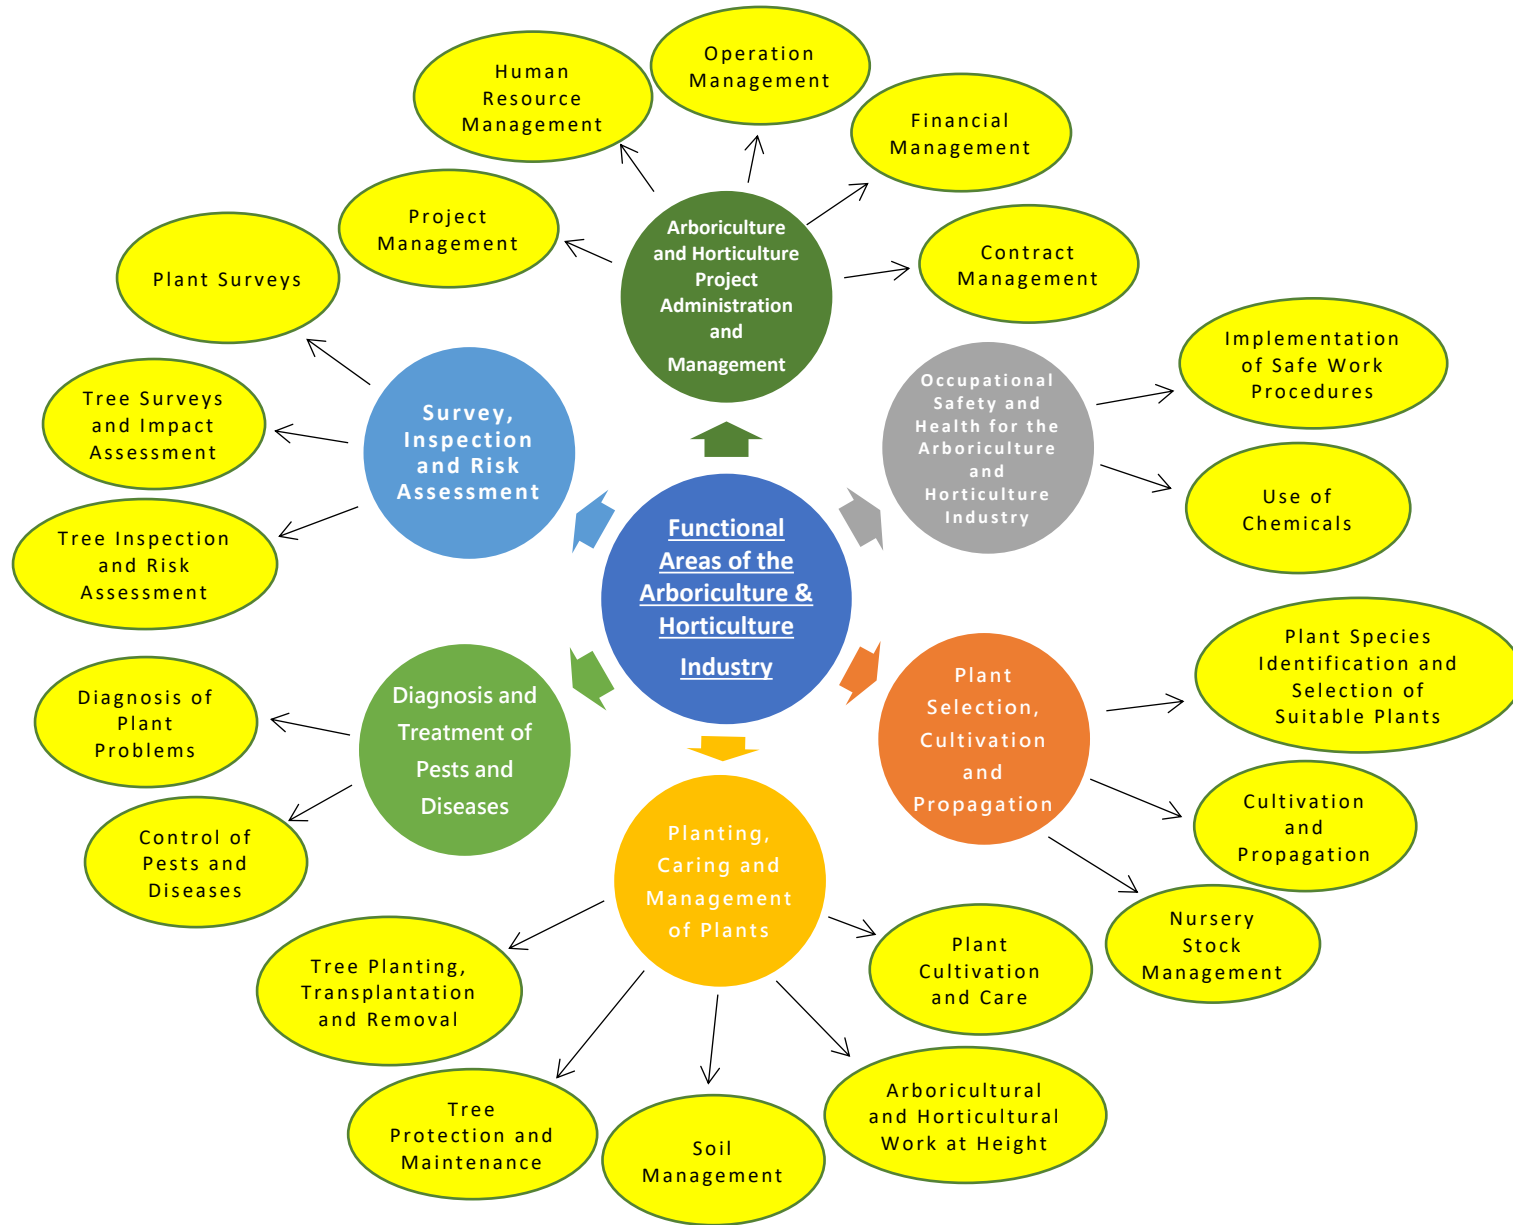 Operation
Management
Human
Resource
Management
Financial
Management
Project
Management
Contract
Management
Plant Surveys
Arboriculture
and Horticulture
Project
Administration
and
Management
Implementation
of Safe Work
Procedures
Tree Surveys
and Impact
Assessment
Survey,
Inspection
and Risk
Assessment
Occupational
Safety and
Health for the
Arboriculture
and
Horticulture
Industry
Use of
Chemicals
Tree Inspection
and Risk
Assessment
Functional
Areas of the
Arboriculture &
Horticulture
Industry
Plant Species
Identification and
Selection of
Suitable Plants
Diagnosis of
Plant
Problems
Diagnosis and
Treatment of
Pests and
Diseases
Plant
Selection,
Cultivation
and
Propagation
Cultivation
and
Propagation
Control of
Pests and
Diseases
Planting,
Caring and
Management
of Plants
Nursery
Stock
Management
Plant
Cultivation
and Care
Tree Planting,
Transplantation
and Removal
Arboricultural
and Horticultural
Work at Height
Tree
Protection and
Maintenance
Soil
Management